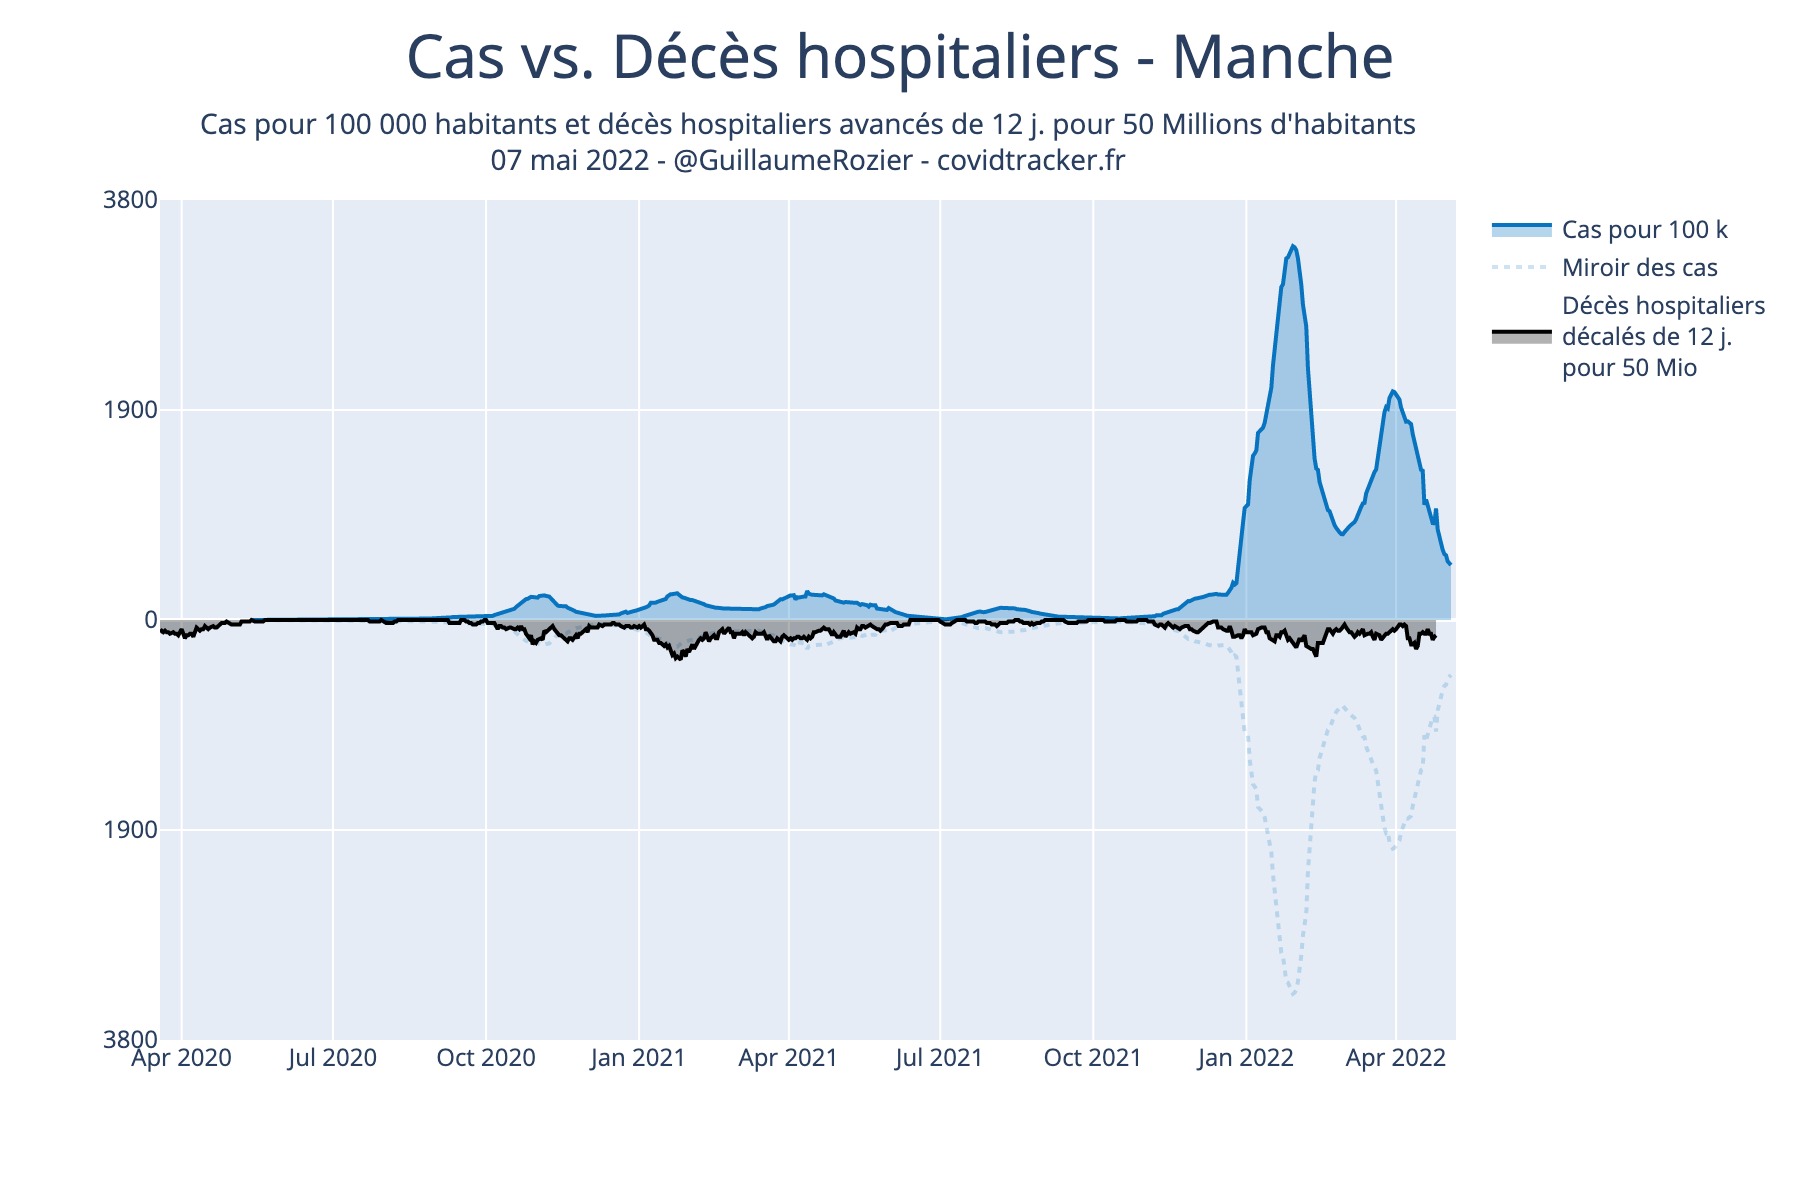 Cas vs. Décès hospitaliers - Manche
Cas pour 100 000 habitants et décès hospitaliers avancés de 12 j. pour 50 Millions d'habitants
07 mai 2022 - @GuillaumeRozier - covidtracker.fr
3800
1900
0
1900
3800
Apr 2020
Jul 2020
Oct 2020
Jan 2021
Apr 2021
Jul 2021
Oct 2021
Jan 2022
Apr 2022
Cas pour 100 k
Miroir des cas
Décès hospitaliers
décalés de 12 j.
pour 50 Mio